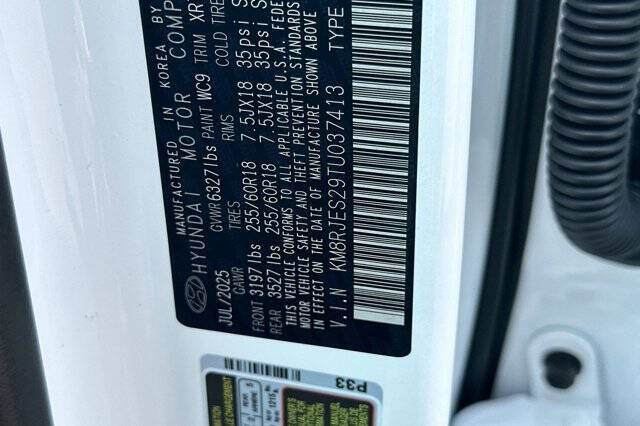 MANUFACTURED IN KOREA BY
HYUNDAI MOTOR COMP
JUL/2025 GVWR 6327lbs PAINT WC9 TRIM XR
GAWR TIRES RIMS COLD TIRE
FRONT 3197lbs 255/60R18 7.5JX18 35psi
REAR 3527lbs 255/60R18 7.5JX18 35psi S
THIS VEHICLE CONFORMS TO ALL APPLICABLE U.S.A. FEDE
MOTOR VEHICLE SAFETY AND THEFT PREVENTION STANDARDS
IN EFFECT ON THE DATE OF MANUFACTURE SHOWN ABOVE
V.I.N KM8RJES29TU037413 TYPE
P33